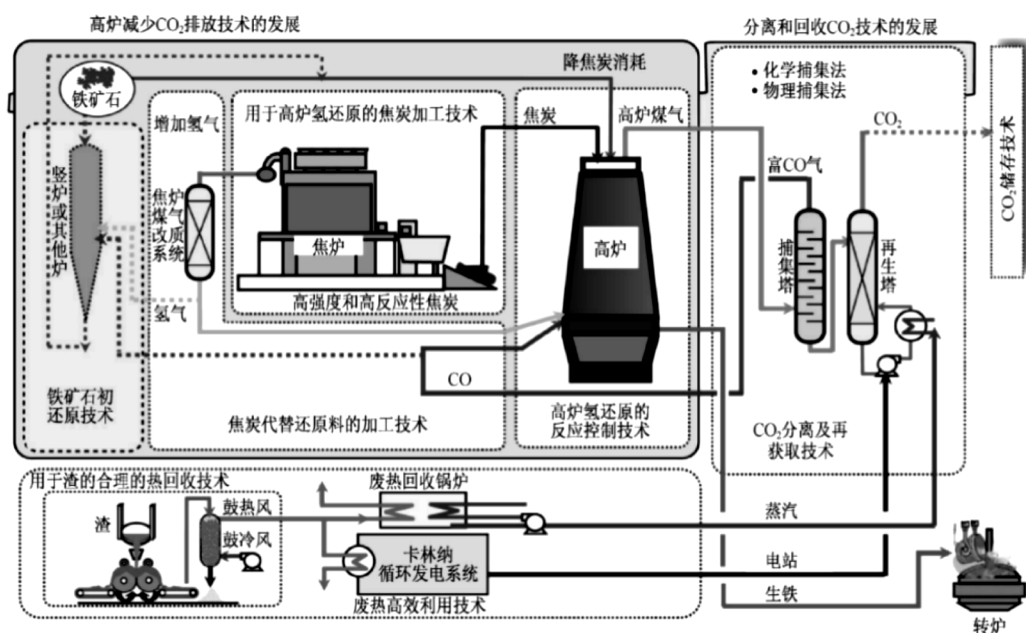 高炉减少CO₂排放技术的发展
分离和回收CO₂技术的发展
铁矿石
降焦炭消耗
• 化学捕集法
• 物理捕集法
增加氢气
用于高炉氢还原的焦炭加工技术
焦炭
高炉煤气
CO₂
CO₂储存技术
竖炉或其他炉
焦炉
煤气
改质
系统
焦炉
高炉
富CO气
捕集塔
再生塔
氢气
高强度和高反应性焦炭
CO
铁矿石初
还原技术
焦炭代替还原料的加工技术
高炉氢还原的
反应控制技术
CO₂分离及再
获取技术
用于渣的合理的热回收技术
废热回收锅炉
渣
鼓热风
鼓冷风
蒸汽
卡林纳
循环发电系统
电站
废热高效利用技术
生铁
转炉